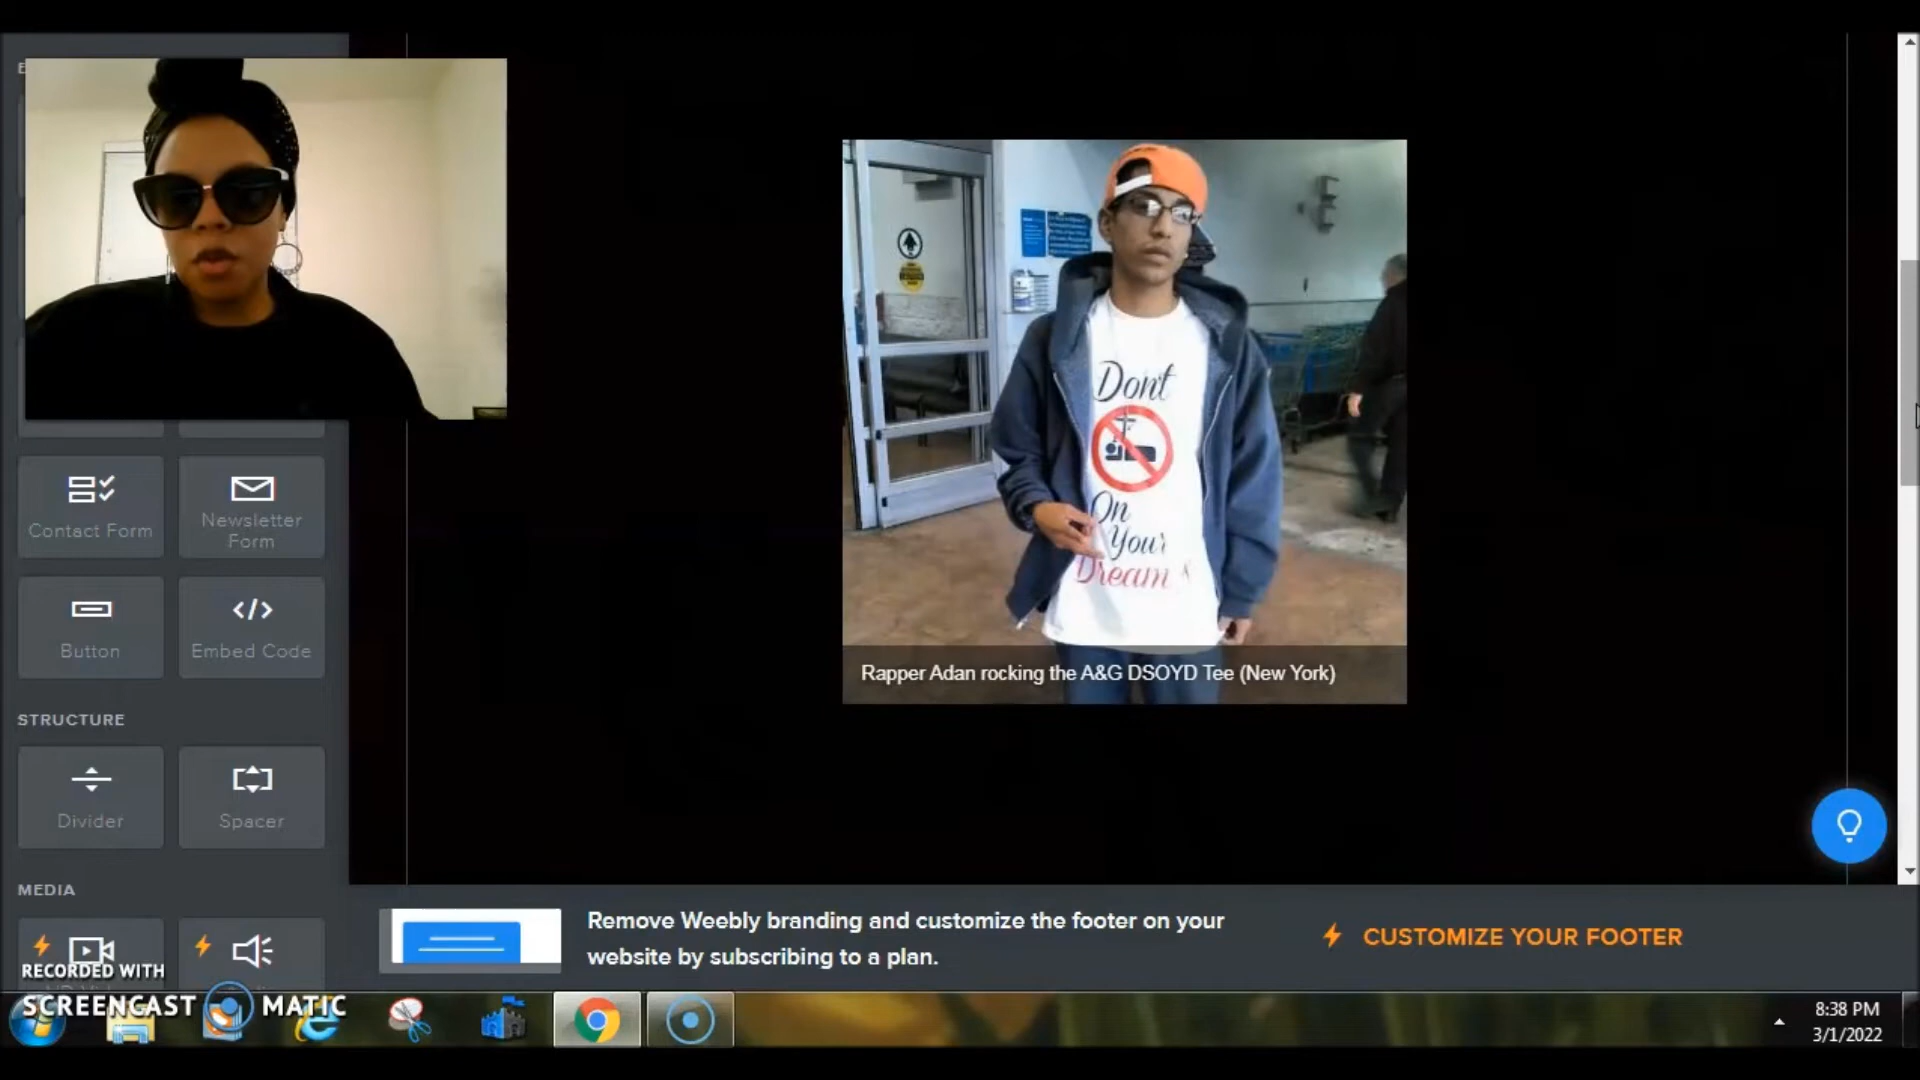 Contact Form
Newsletter
Form
Button
Embed Code
STRUCTURE
Divider
Spacer
MEDIA
Don't
On
Your
Dream
Rapper Adan rocking the A&G DSOYD Tee (New York)
Remove Weebly branding and customize the footer on your
website by subscribing to a plan.
CUSTOMIZE YOUR FOOTER
RECORDED WITH
SCREENCAST MATIC
8:38 PM
3/1/2022